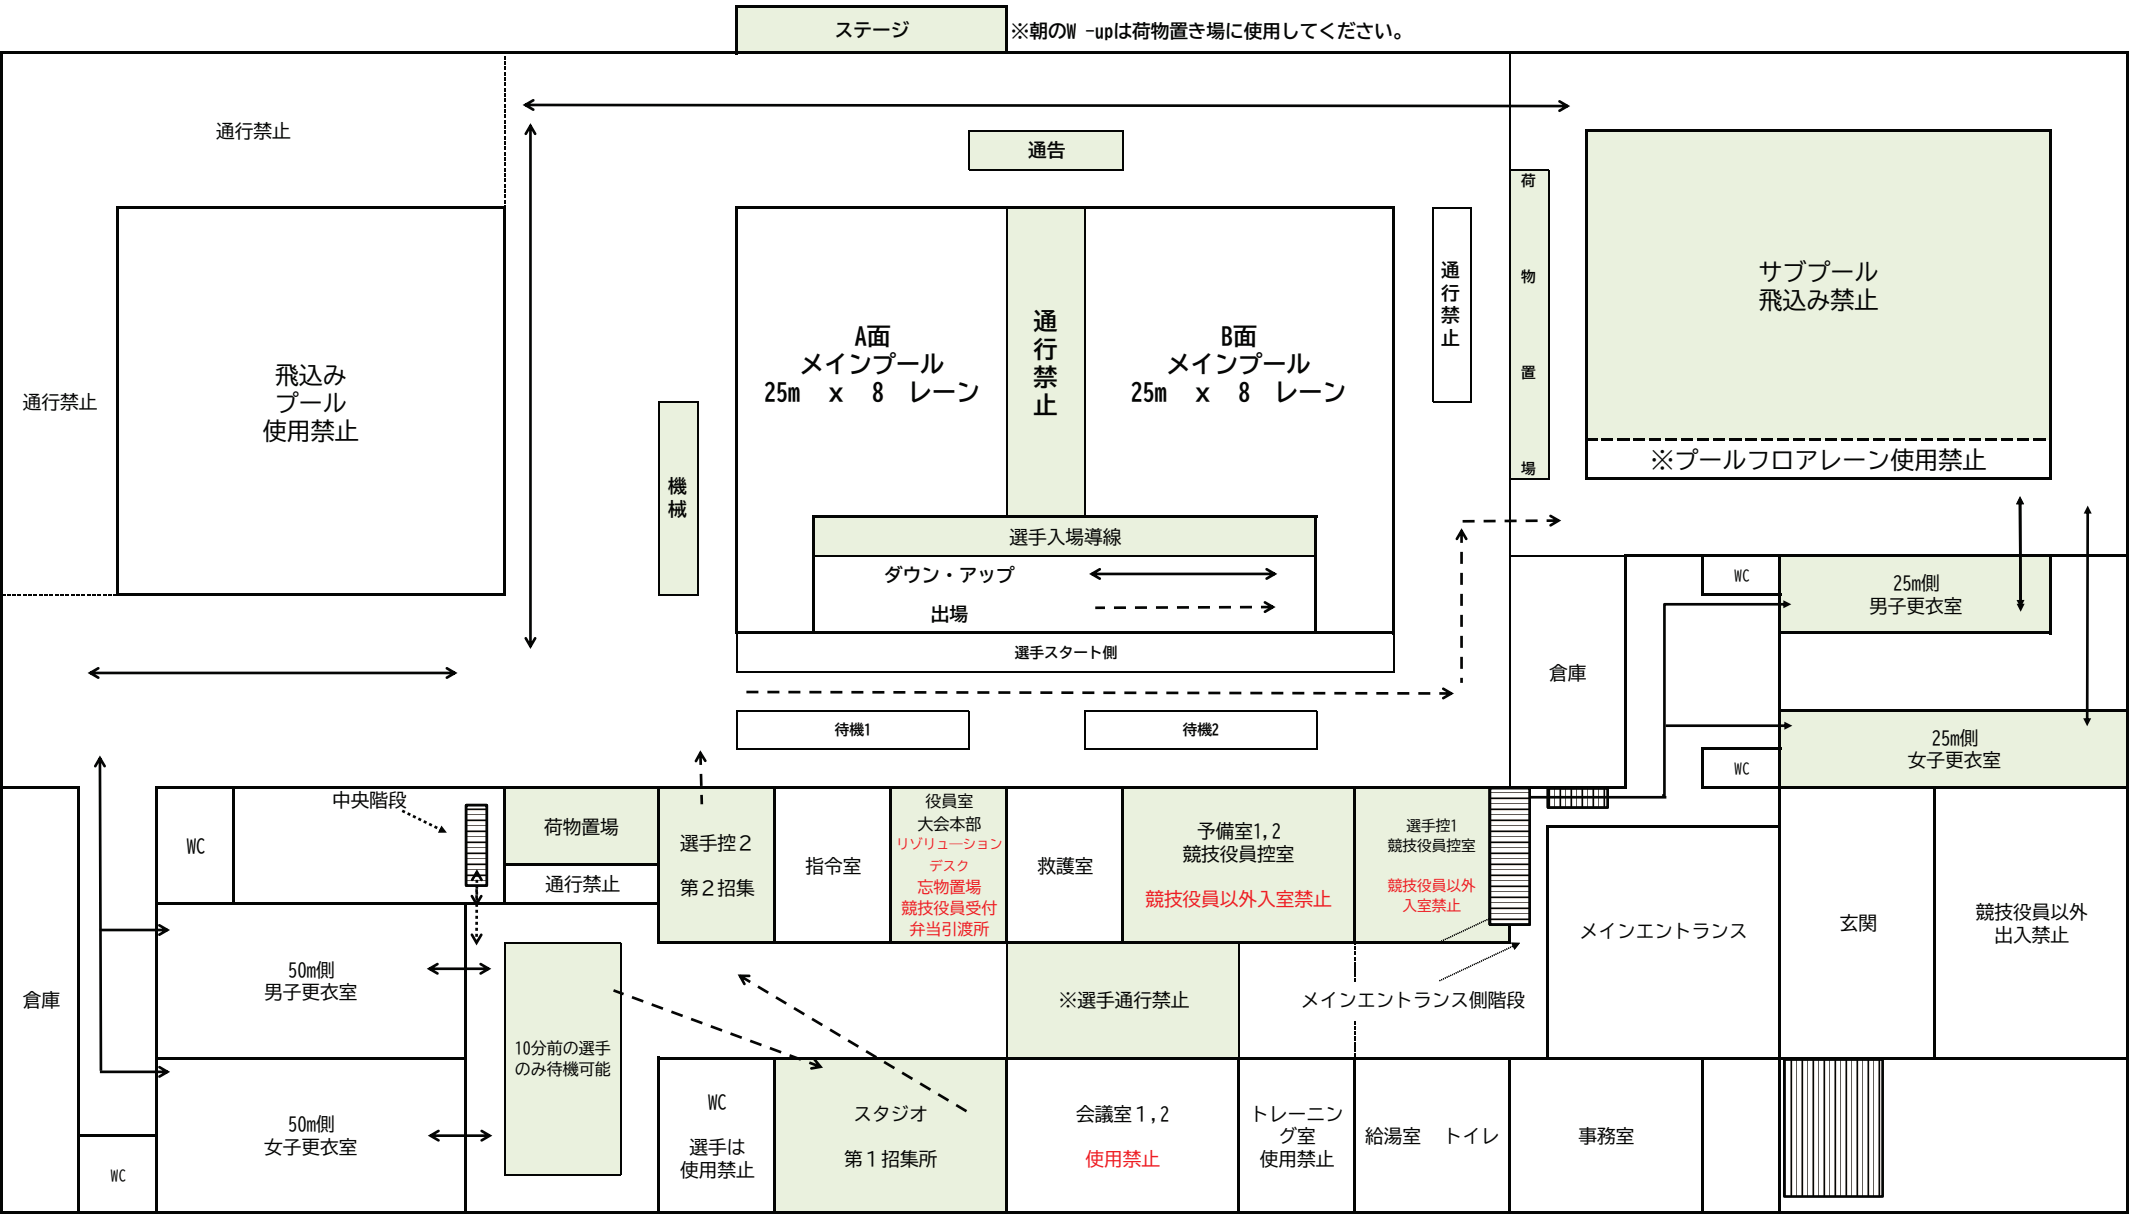 ステージ
※朝のW -upは荷物置き場に使用してください。
通行禁止
通告
荷物置場
通行禁止
サブプール
飛込み禁止
※プールフロアレーン使用禁止
通行禁止
飛込み
プール
使用禁止
A面
メインプール
25m　x　8　レーン
通行禁止
B面
メインプール
25m　x　8　レーン
機械
選手入場導線
ダウン・アップ
出場
選手スタート側
待機1
待機2
倉庫
WC
25m側
男子更衣室
WC
25m側
女子更衣室
中央階段
WC
荷物置場
通行禁止
選手控２
第２招集
指令室
役員室
大会本部
リゾリューション
デスク
忘物置場
競技役員受付
弁当引渡所
救護室
予備室1,2
競技役員控室
競技役員以外入室禁止
選手控1
競技役員控室
競技役員以外
入室禁止
メインエントランス
玄関
競技役員以外
出入禁止
倉庫
50m側
男子更衣室
※選手通行禁止
メインエントランス側階段
10分前の選手
のみ待機可能
50m側
女子更衣室
WC
WC
選手は
使用禁止
スタジオ
第１招集所
会議室１,２
使用禁止
トレーニン
グ室
使用禁止
給湯室　トイレ
事務室